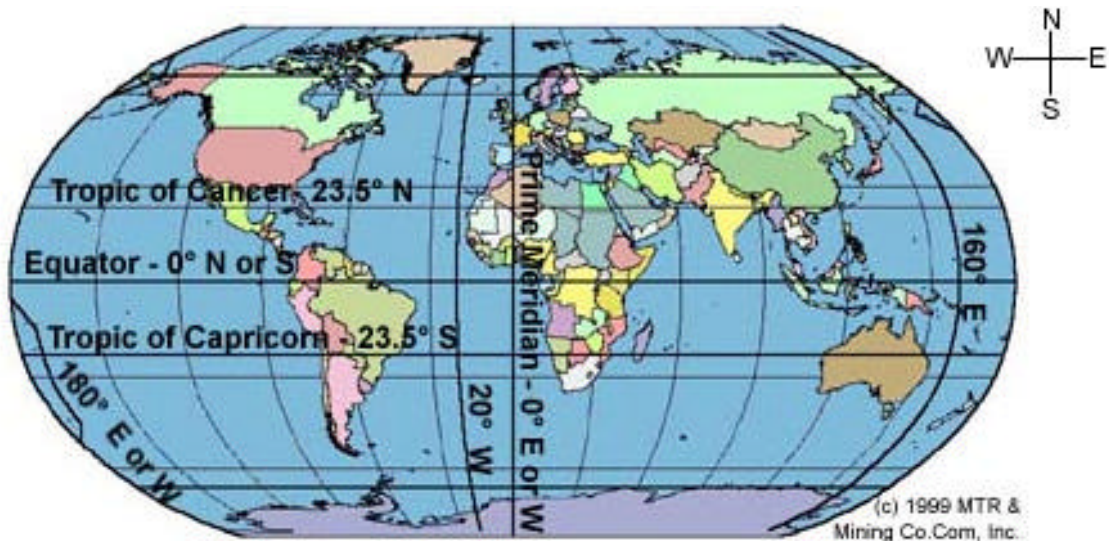 N
W E
S
Tropic of Cancer- 23.5° N
Equator - 0° N or S
Tropic of Capricorn - 23.5° S
180° E or W
20° W
Prime Meridian - 0° E or W
160° E
(c) 1999 MTR &
Mining Co.Com, Inc.